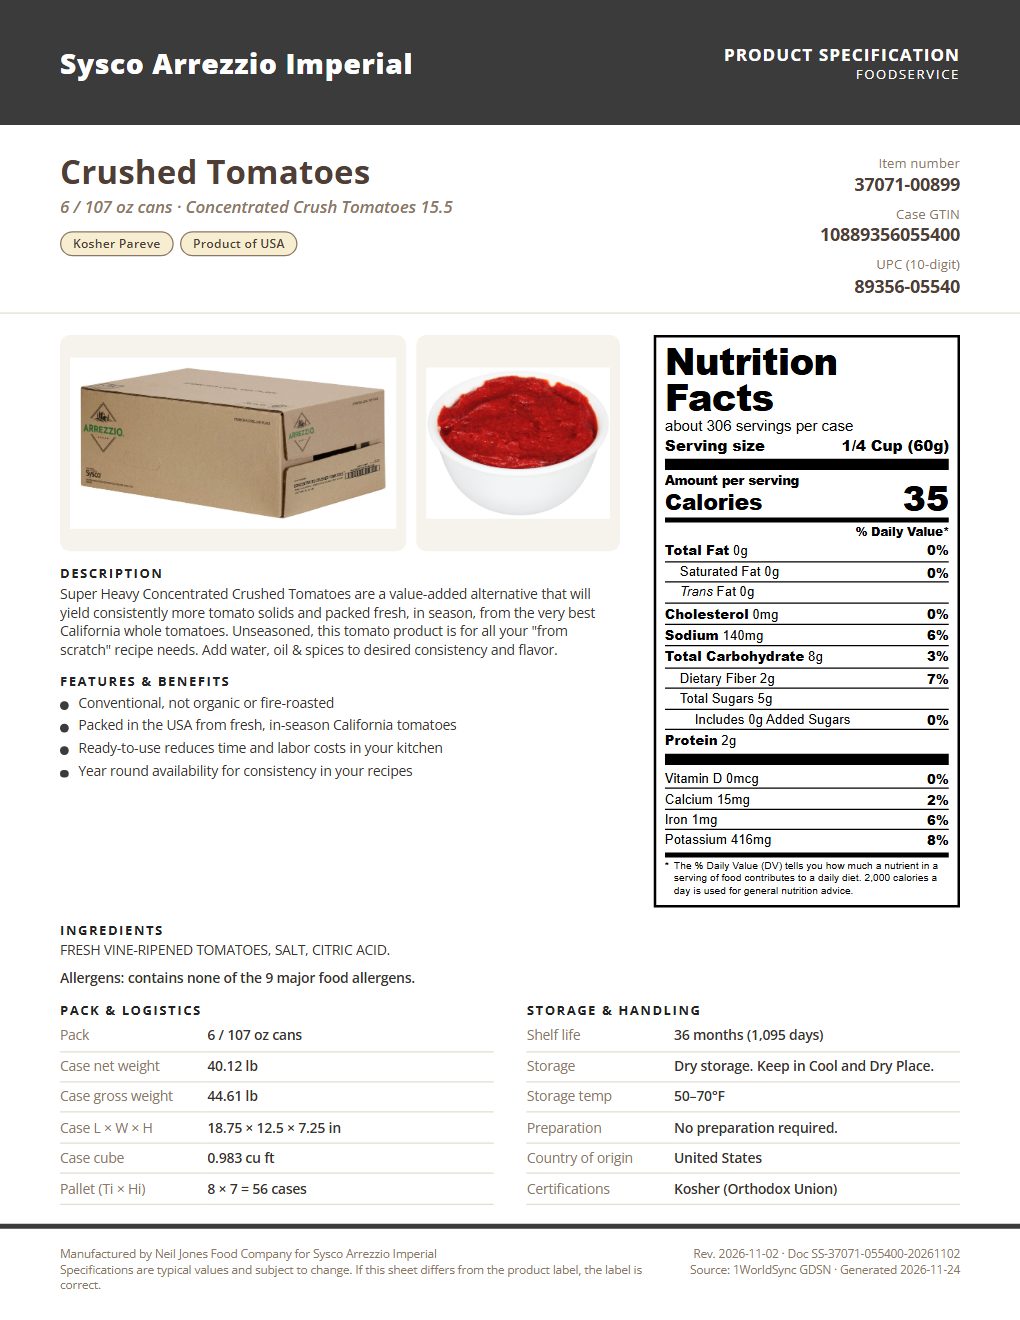 Sysco Arrezzio Imperial
PRODUCT SPECIFICATION
FOODSERVICE
Crushed Tomatoes
6 / 107 oz cans · Concentrated Crush Tomatoes 15.5
Kosher Pareve
Product of USA
Item number
37071-00899
Case GTIN
10889356055400
UPC (10-digit)
89356-05540
ARREZZIO
Sysco
ARREZZIO
DESCRIPTION
Super Heavy Concentrated Crushed Tomatoes are a value-added alternative that will
yield consistently more tomato solids and packed fresh, in season, from the very best
California whole tomatoes. Unseasoned, this tomato product is for all your "from
scratch" recipe needs. Add water, oil & spices to desired consistency and flavor.
FEATURES & BENEFITS
Conventional, not organic or fire-roasted
Packed in the USA from fresh, in-season California tomatoes
Ready-to-use reduces time and labor costs in your kitchen
Year round availability for consistency in your recipes
Nutrition
Facts
about 306 servings per case
Serving size 1/4 Cup (60g)
Amount per serving
Calories 35
% Daily Value*
Total Fat 0g 0%
Saturated Fat 0g 0%
Trans Fat 0g
Cholesterol 0mg 0%
Sodium 140mg 6%
Total Carbohydrate 8g 3%
Dietary Fiber 2g 7%
Total Sugars 5g
Includes 0g Added Sugars 0%
Protein 2g
Vitamin D 0mcg 0%
Calcium 15mg 2%
Iron 1mg 6%
Potassium 416mg 8%
* The % Daily Value (DV) tells you how much a nutrient in a
serving of food contributes to a daily diet. 2,000 calories a
day is used for general nutrition advice.
INGREDIENTS
FRESH VINE-RIPENED TOMATOES, SALT, CITRIC ACID.
Allergens: contains none of the 9 major food allergens.
PACK & LOGISTICS
Pack 6 / 107 oz cans
Case net weight 40.12 lb
Case gross weight 44.61 lb
Case L × W × H 18.75 × 12.5 × 7.25 in
Case cube 0.983 cu ft
Pallet (Ti × Hi) 8 × 7 = 56 cases
STORAGE & HANDLING
Shelf life 36 months (1,095 days)
Storage Dry storage. Keep in Cool and Dry Place.
Storage temp 50–70°F
Preparation No preparation required.
Country of origin United States
Certifications Kosher (Orthodox Union)
Manufactured by Neil Jones Food Company for Sysco Arrezzio Imperial
Specifications are typical values and subject to change. If this sheet differs from the product label, the label is
correct.
Rev. 2026-11-02 · Doc SS-37071-055400-20261102
Source: 1WorldSync GDSN · Generated 2026-11-24